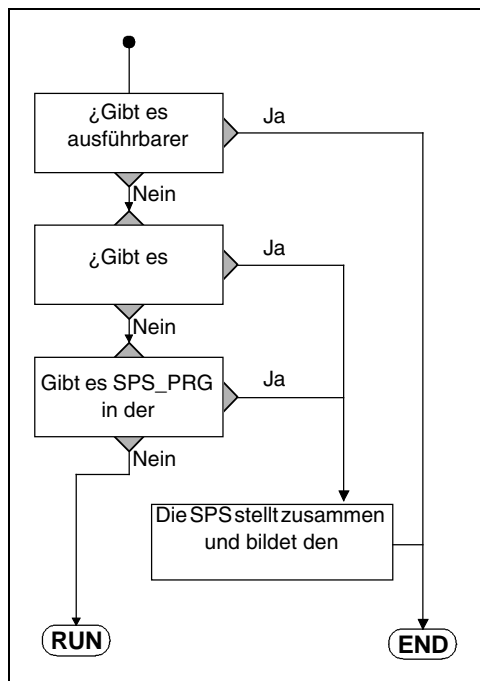 ¿Gibt es
ausführbarer
Ja
Nein
¿Gibt es
Ja
Nein
Gibt es SPS_PRG
in der
Ja
Nein
Die SPS stellt zusammen
und bildet den
RUN
END